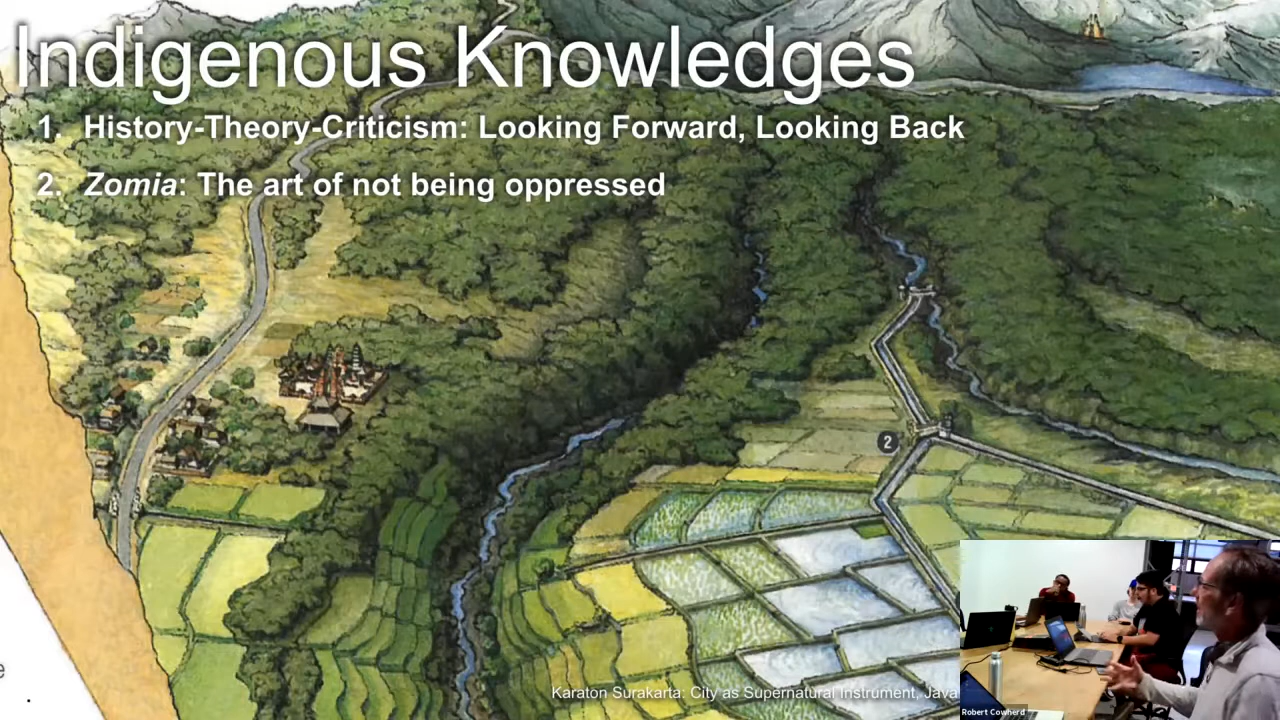 Indigenous Knowledges
1. History-Theory-Criticism: Looking Forward, Looking Back
2. Zomia: The art of not being oppressed
2
e
.
Karaton Surakarta: City as Supernatural Instrument, Java
Robert Cowherd